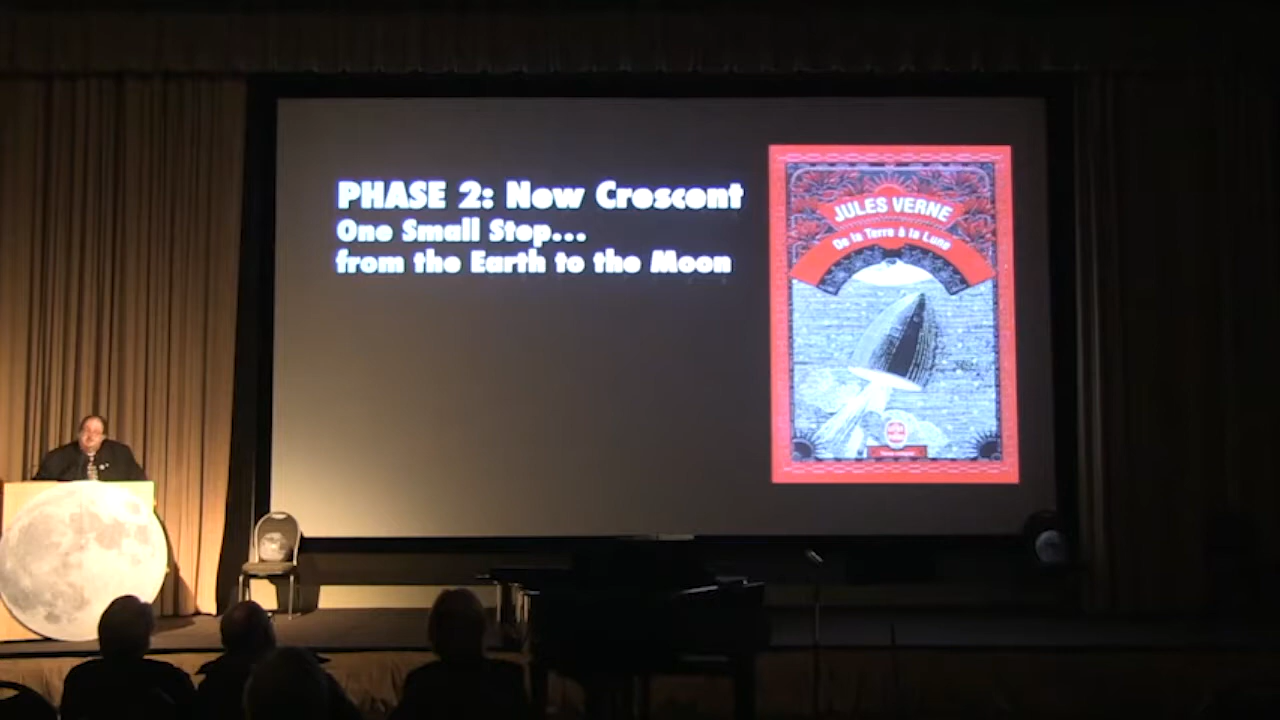 PHASE 2: New Crescent
One Small Step...
from the Earth to the Moon
JULES VERNE
De la Terre à la Lune